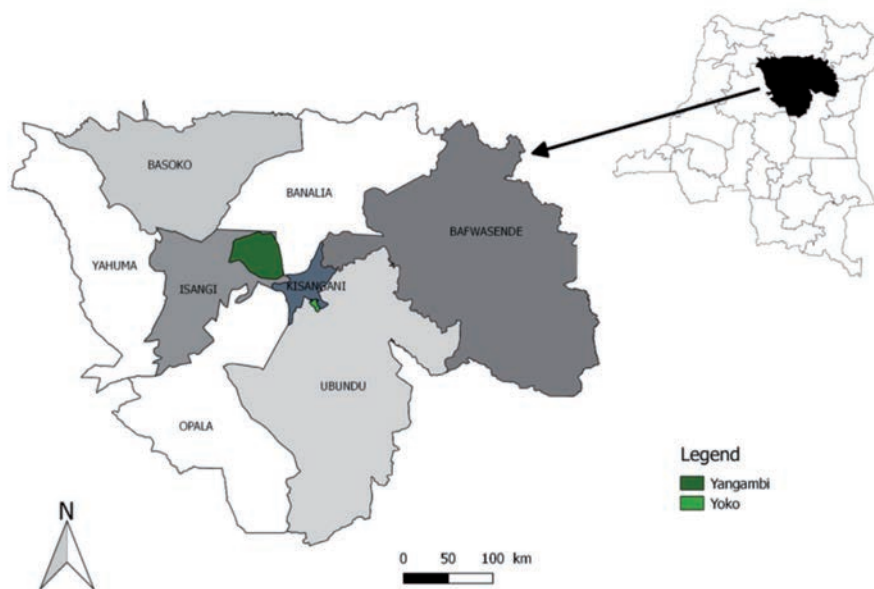 BASOKO
BANALIA
BAFWASENDE
YAHUMA
ISANGI
KISANGANI
UBUNDU
OPALA
Legend
Yangambi
Yoko
N
0 50 100 km